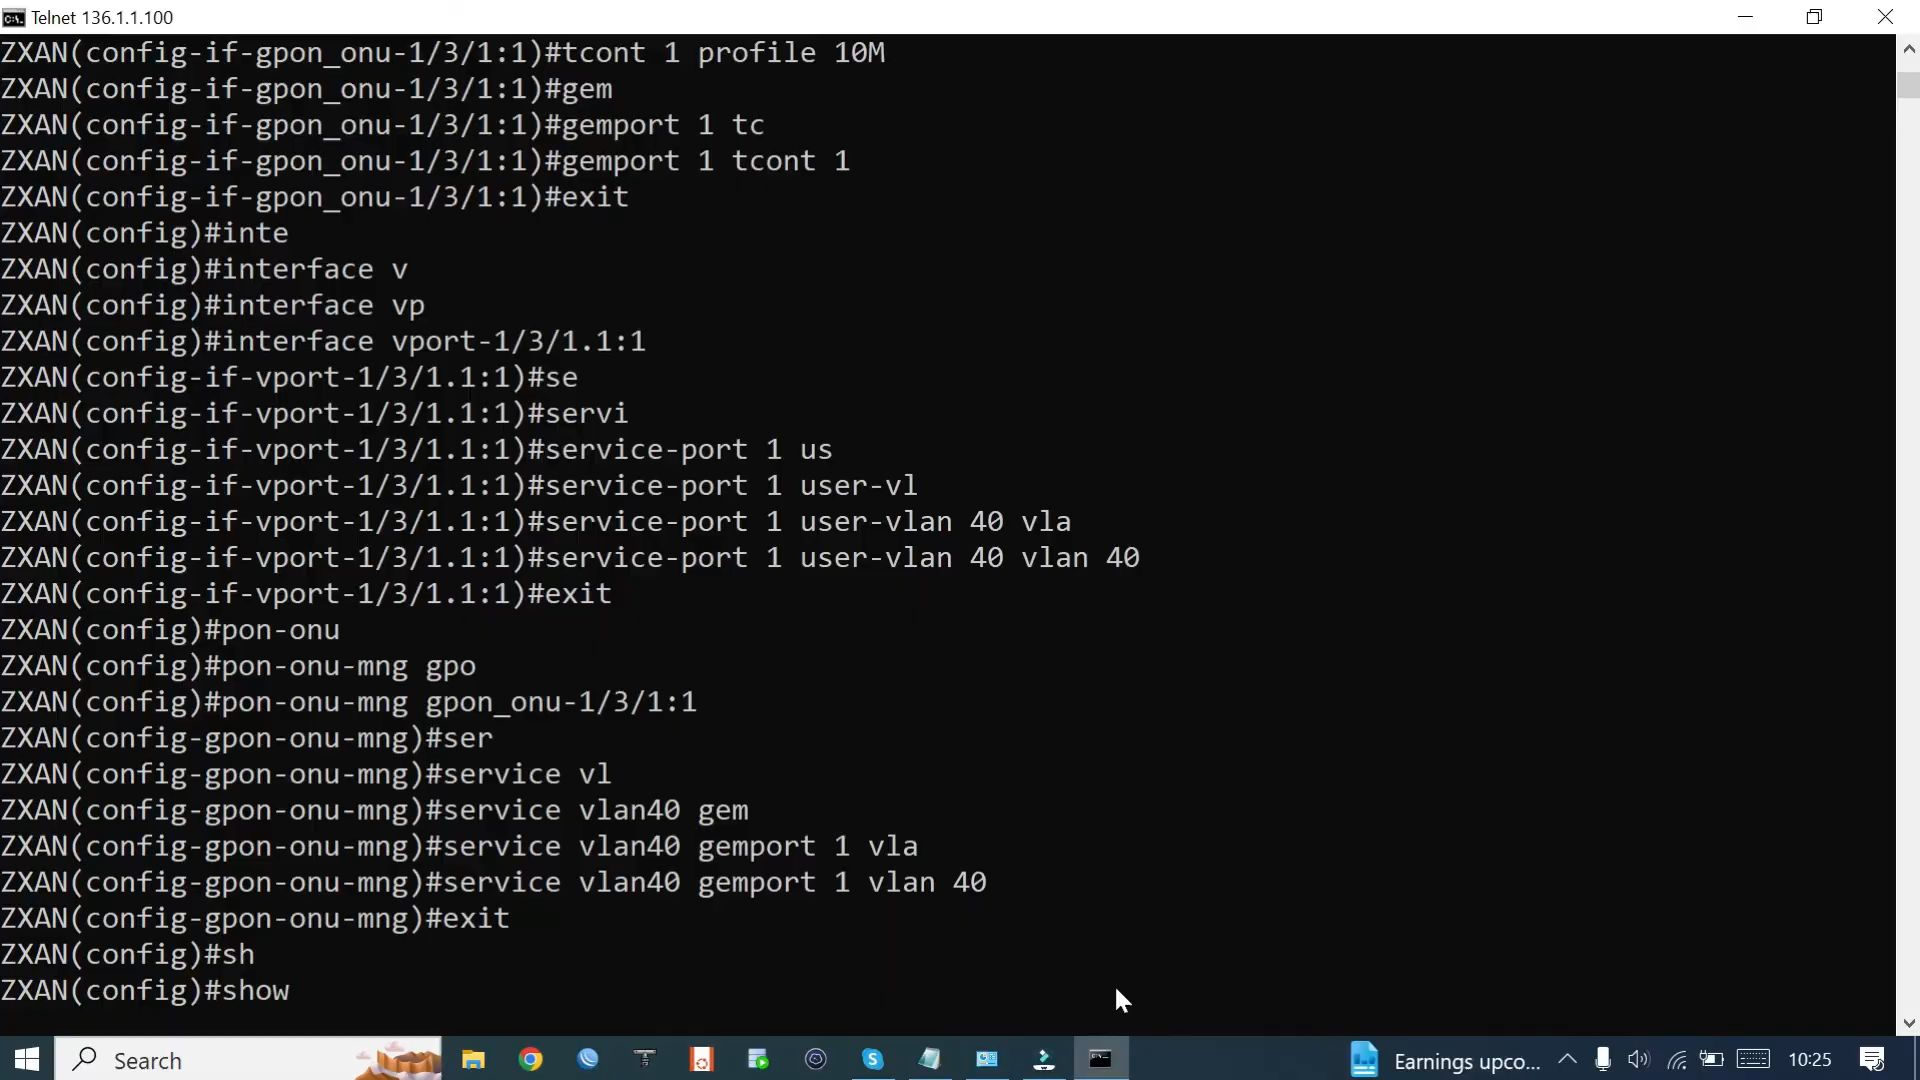 Telnet 136.1.1.100
ZXAN(config-if-gpon_onu-1/3/1:1)#tcont 1 profile 10M
ZXAN(config-if-gpon_onu-1/3/1:1)#gem
ZXAN(config-if-gpon_onu-1/3/1:1)#gemport 1 tc
ZXAN(config-if-gpon_onu-1/3/1:1)#gemport 1 tcont 1
ZXAN(config-if-gpon_onu-1/3/1:1)#exit
ZXAN(config)#inte
ZXAN(config)#interface v
ZXAN(config)#interface vp
ZXAN(config)#interface vport-1/3/1.1:1
ZXAN(config-if-vport-1/3/1.1:1)#se
ZXAN(config-if-vport-1/3/1.1:1)#servi
ZXAN(config-if-vport-1/3/1.1:1)#service-port 1 us
ZXAN(config-if-vport-1/3/1.1:1)#service-port 1 user-vl
ZXAN(config-if-vport-1/3/1.1:1)#service-port 1 user-vlan 40 vla
ZXAN(config-if-vport-1/3/1.1:1)#service-port 1 user-vlan 40 vlan 40
ZXAN(config-if-vport-1/3/1.1:1)#exit
ZXAN(config)#pon-onu
ZXAN(config)#pon-onu-mng gpo
ZXAN(config)#pon-onu-mng gpon_onu-1/3/1:1
ZXAN(config-gpon-onu-mng)#ser
ZXAN(config-gpon-onu-mng)#service vl
ZXAN(config-gpon-onu-mng)#service vlan40 gem
ZXAN(config-gpon-onu-mng)#service vlan40 gemport 1 vla
ZXAN(config-gpon-onu-mng)#service vlan40 gemport 1 vlan 40
ZXAN(config-gpon-onu-mng)#exit
ZXAN(config)#sh
ZXAN(config)#show
Search
Earnings upco...
10:25